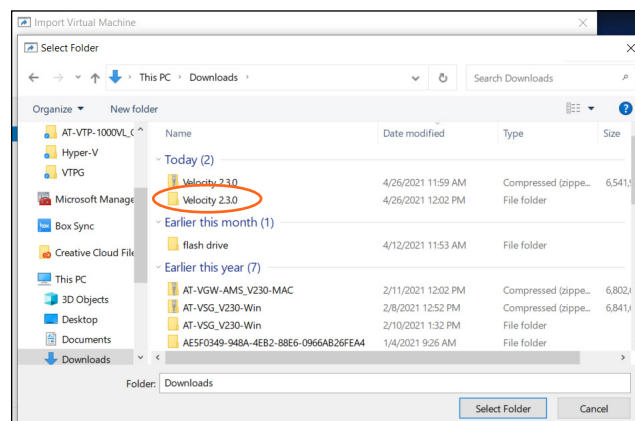 Import Virtual Machine
Select Folder
This PC > Downloads >
Search Downloads
Organize
New folder
AT-VTP-1000VL_C
Hyper-V
VTPG
Microsoft Manage
Box Sync
Creative Cloud File
This PC
3D Objects
Desktop
Documents
Downloads
Name Date modified Type Size
Today (2)
Velocity 2.3.0 4/26/2021 11:59 AM Compressed (zippe... 6,541,9
Velocity 2.3.0 4/26/2021 12:02 PM File folder
Earlier this month (1)
flash drive 4/12/2021 11:53 AM File folder
Earlier this year (7)
AT-VGW-AMS_V230-MAC 2/11/2021 12:02 PM Compressed (zippe... 6,802,
AT-VSG_V230-Win 2/8/2021 12:52 PM Compressed (zippe... 6,841,
AT-VSG_V230-Win 2/10/2021 1:32 PM File folder
AE5F0349-948A-4EB2-88E6-0966AB26FEA4 1/4/2021 9:26 AM File folder
Folder: Downloads
Select Folder Cancel